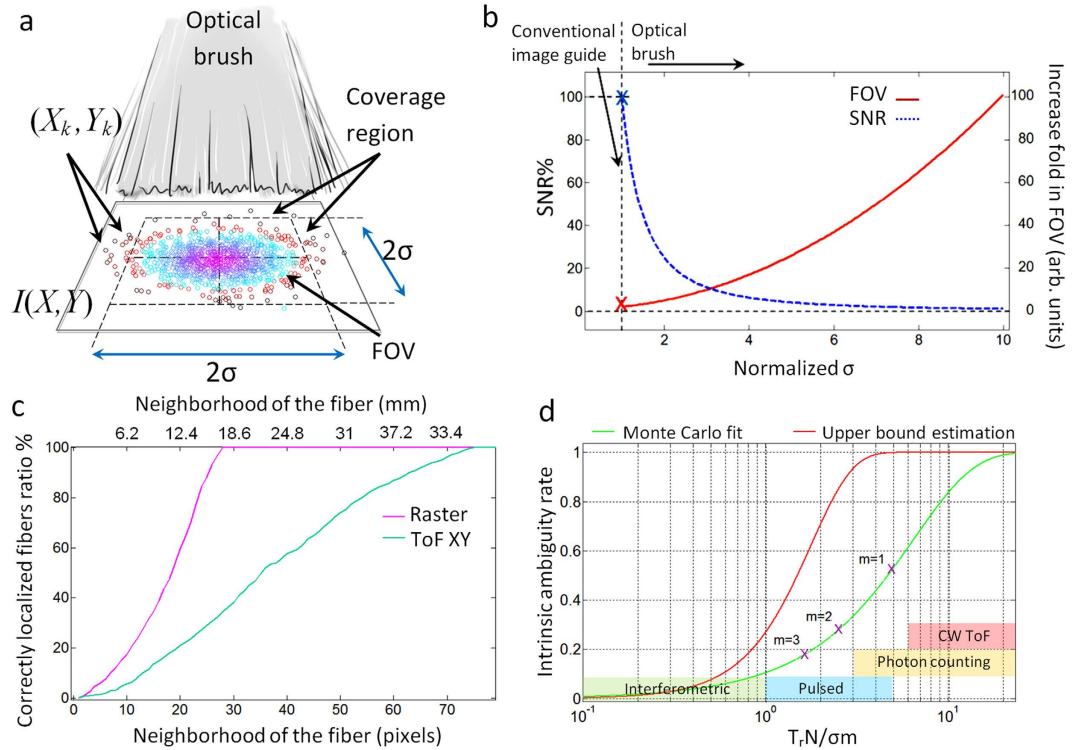 a
Optical
brush
(X_k, Y_k)
Coverage
region
2σ
I(X, Y)
FOV
2σ
b
Conventional
image guide
Optical
brush
FOV
SNR
SNR%
100
80
60
40
20
0
100
80
60
40
20
0
Increase fold in FOV (arb. units)
2 4 6 8 10
Normalized σ
c
Neighborhood of the fiber (mm)
6.2 12.4 18.6 24.8 31 37.2 33.4
Correctly localized fibers ratio %
100
80
60
40
20
0
Raster
ToF XY
0 10 20 30 40 50 60 70
Neighborhood of the fiber (pixels)
d
Monte Carlo fit
Upper bound estimation
Intrinsic ambiguity rate
1
0.8
0.6
0.4
0.2
0
m=1
m=2
m=3
CW ToF
Photon counting
Interferometric
Pulsed
10^-1 10^0 10^1
T_rN/σm